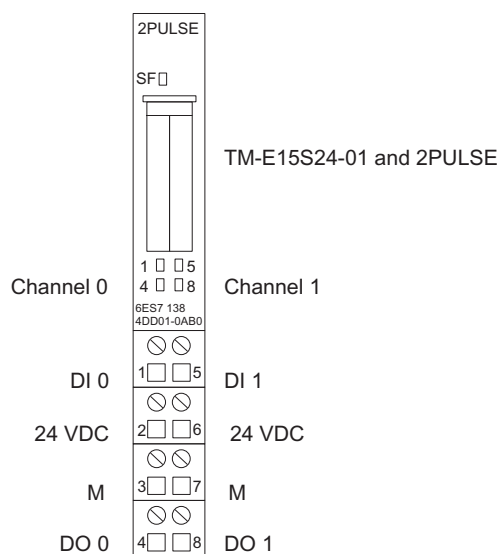 2PULSE
SF
TM-E15S24-01 and 2PULSE
1 5
Channel 0 4 8 Channel 1
6ES7 138
4DD01-0AB0
DI 0 1 5 DI 1
24 VDC 2 6 24 VDC
M 3 7 M
DO 0 4 8 DO 1